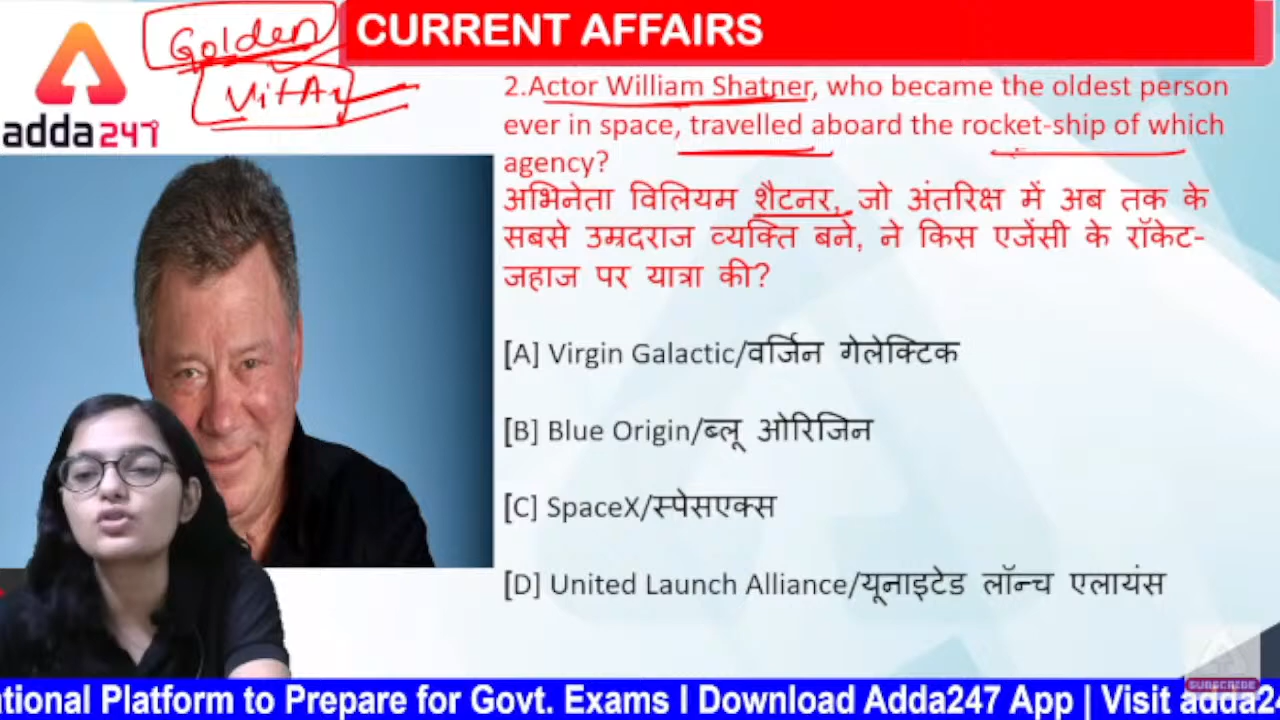 Golden
VitAr
CURRENT AFFAIRS
adda247
2.Actor William Shatner, who became the oldest person
ever in space, travelled aboard the rocket-ship of which
agency?
अभिनेता विलियम शैटनर, जो अंतरिक्ष में अब तक के
सबसे उम्रदराज व्यक्ति बने, ने किस एजेंसी के रॉकेट-
जहाज पर यात्रा की?
[A] Virgin Galactic/वर्जिन गेलेक्टिक
[B] Blue Origin/ब्लू ओरिजिन
[C] SpaceX/स्पेसएक्स
[D] United Launch Alliance/यूनाइटेड लॉन्च एलायंस
SUBSCRIBE
ational Platform to Prepare for Govt. Exams I Download Adda247 App | Visit adda2